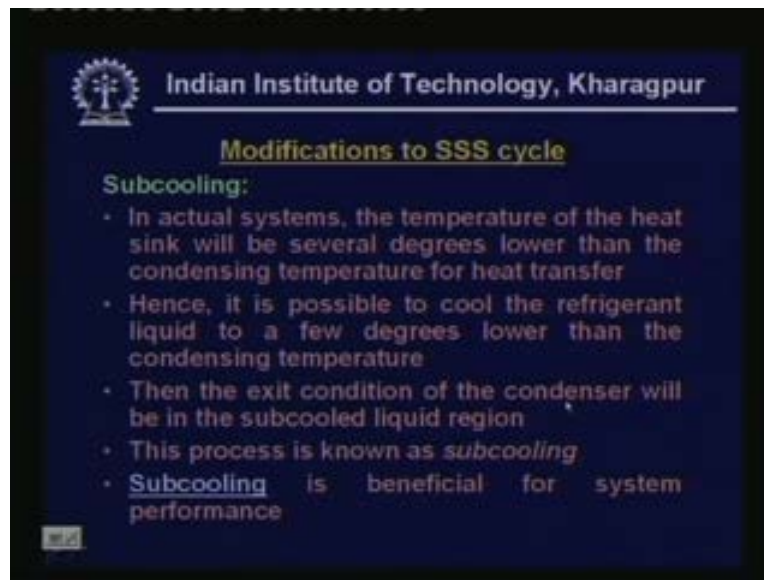 Indian Institute of Technology, Kharagpur
Modifications to SSS cycle
Subcooling:
• In actual systems, the temperature of the heat
sink will be several degrees lower than the
condensing temperature for heat transfer
• Hence, it is possible to cool the refrigerant
liquid to a few degrees lower than the
condensing temperature
• Then the exit condition of the condenser will
be in the subcooled liquid region
• This process is known as subcooling
• Subcooling is beneficial for system
performance